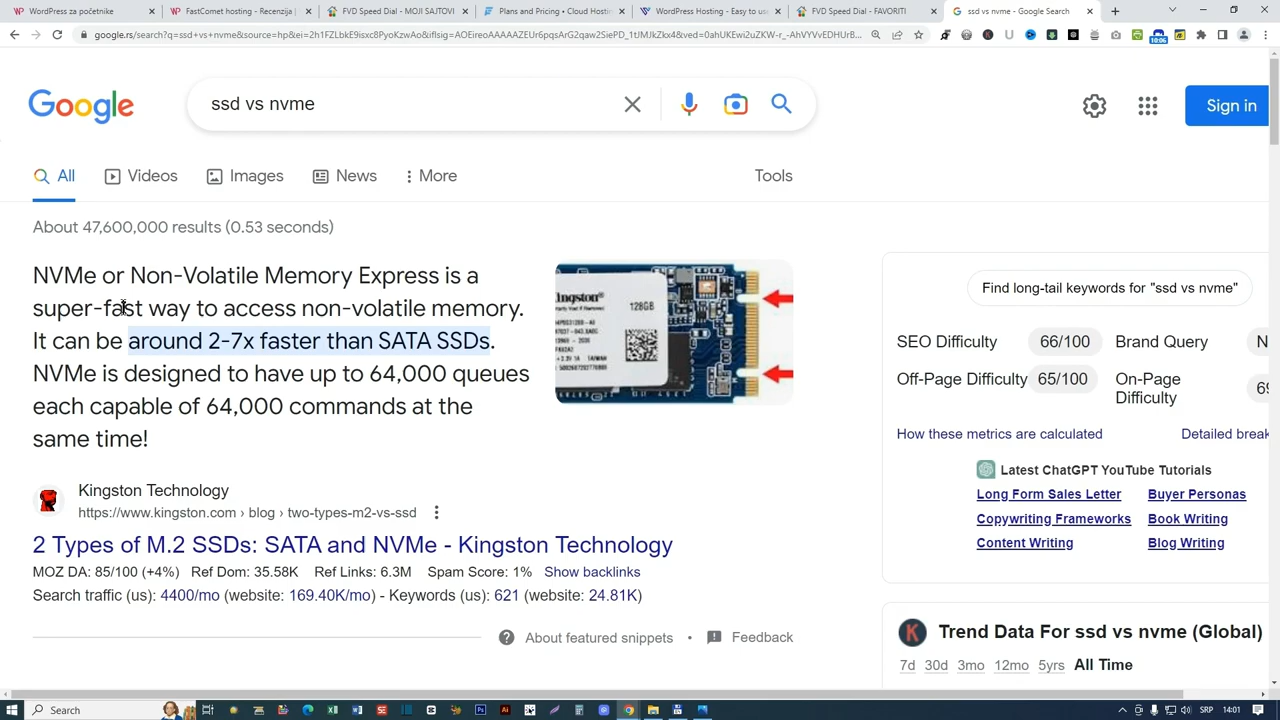 WordPress za početnike
FastComet hosting - Recenzija |
FVD Speed Dial - MOJI SAJTOVI
Plans and Pricing - Cloud Hostin
WordPress Hosting - Easy to use
FVD Speed Dial - FAVORITI
ssd vs nvme - Google Search
Google
ssd vs nvme
Sign in
All
Videos
Images
News
More
Tools
About 47,600,000 results (0.53 seconds)
NVMe or Non-Volatile Memory Express is a
super-fast way to access non-volatile memory.
It can be around 2-7x faster than SATA SSDs.
NVMe is designed to have up to 64,000 queues
each capable of 64,000 commands at the
same time!
ingston
128GB
Kingston Technology
https://www.kingston.com › blog › two-types-m2-vs-ssd
2 Types of M.2 SSDs: SATA and NVMe - Kingston Technology
MOZ DA: 85/100 (+4%) Ref Dom: 35.58K Ref Links: 6.3M Spam Score: 1% Show backlinks
Search traffic (us): 4400/mo (website: 169.40K/mo) - Keywords (us): 621 (website: 24.81K)
About featured snippets • Feedback
Find long-tail keywords for "ssd vs nvme"
SEO Difficulty 66/100 Brand Query N
Off-Page Difficulty 65/100 On-Page Difficulty 69
How these metrics are calculated Detailed break
Latest ChatGPT YouTube Tutorials
Long Form Sales Letter Buyer Personas
Copywriting Frameworks Book Writing
Content Writing Blog Writing
K
Trend Data For ssd vs nvme (Global)
7d 30d 3mo 12mo 5yrs All Time
Search
SRP 14:01